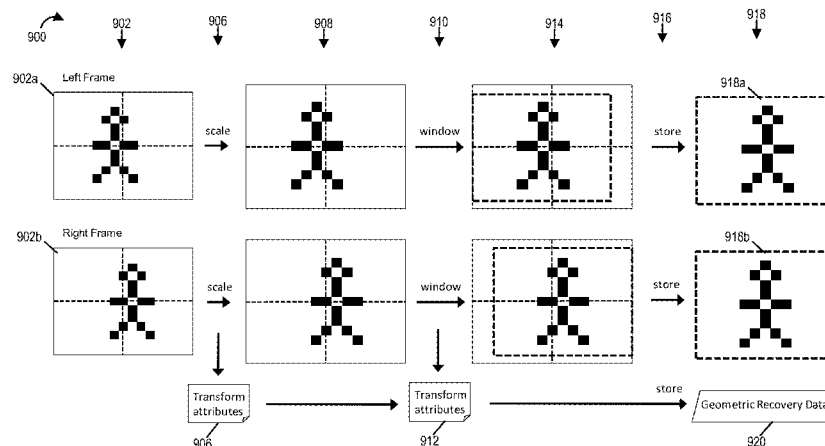 900
902
906
908
910
914
916
918
902a
Left Frame
918a
scale
window
store
902b
Right Frame
918b
scale
window
store
Transform
attributes
Transform
attributes
store
Geometric Recovery Data
906
912
920